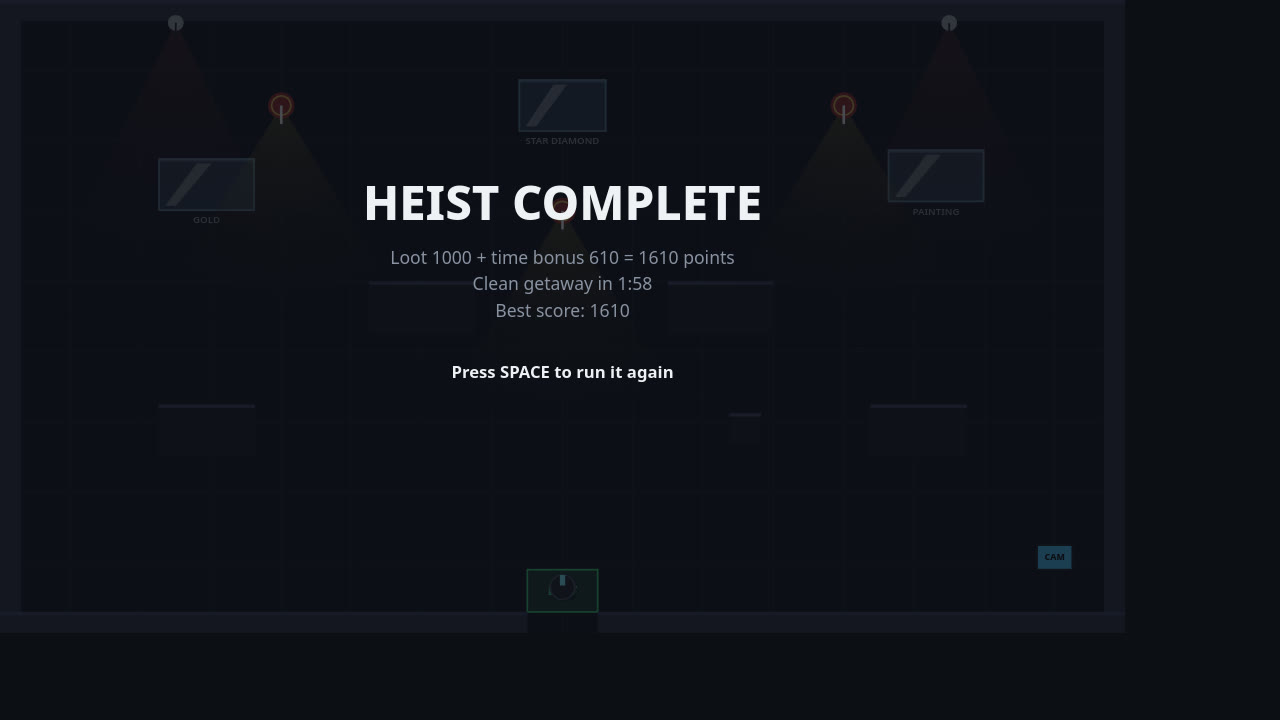 STAR DIAMOND
GOLD
PAINTING
HEIST COMPLETE
Loot 1000 + time bonus 610 = 1610 points
Clean getaway in 1:58
Best score: 1610
Press SPACE to run it again
CAM